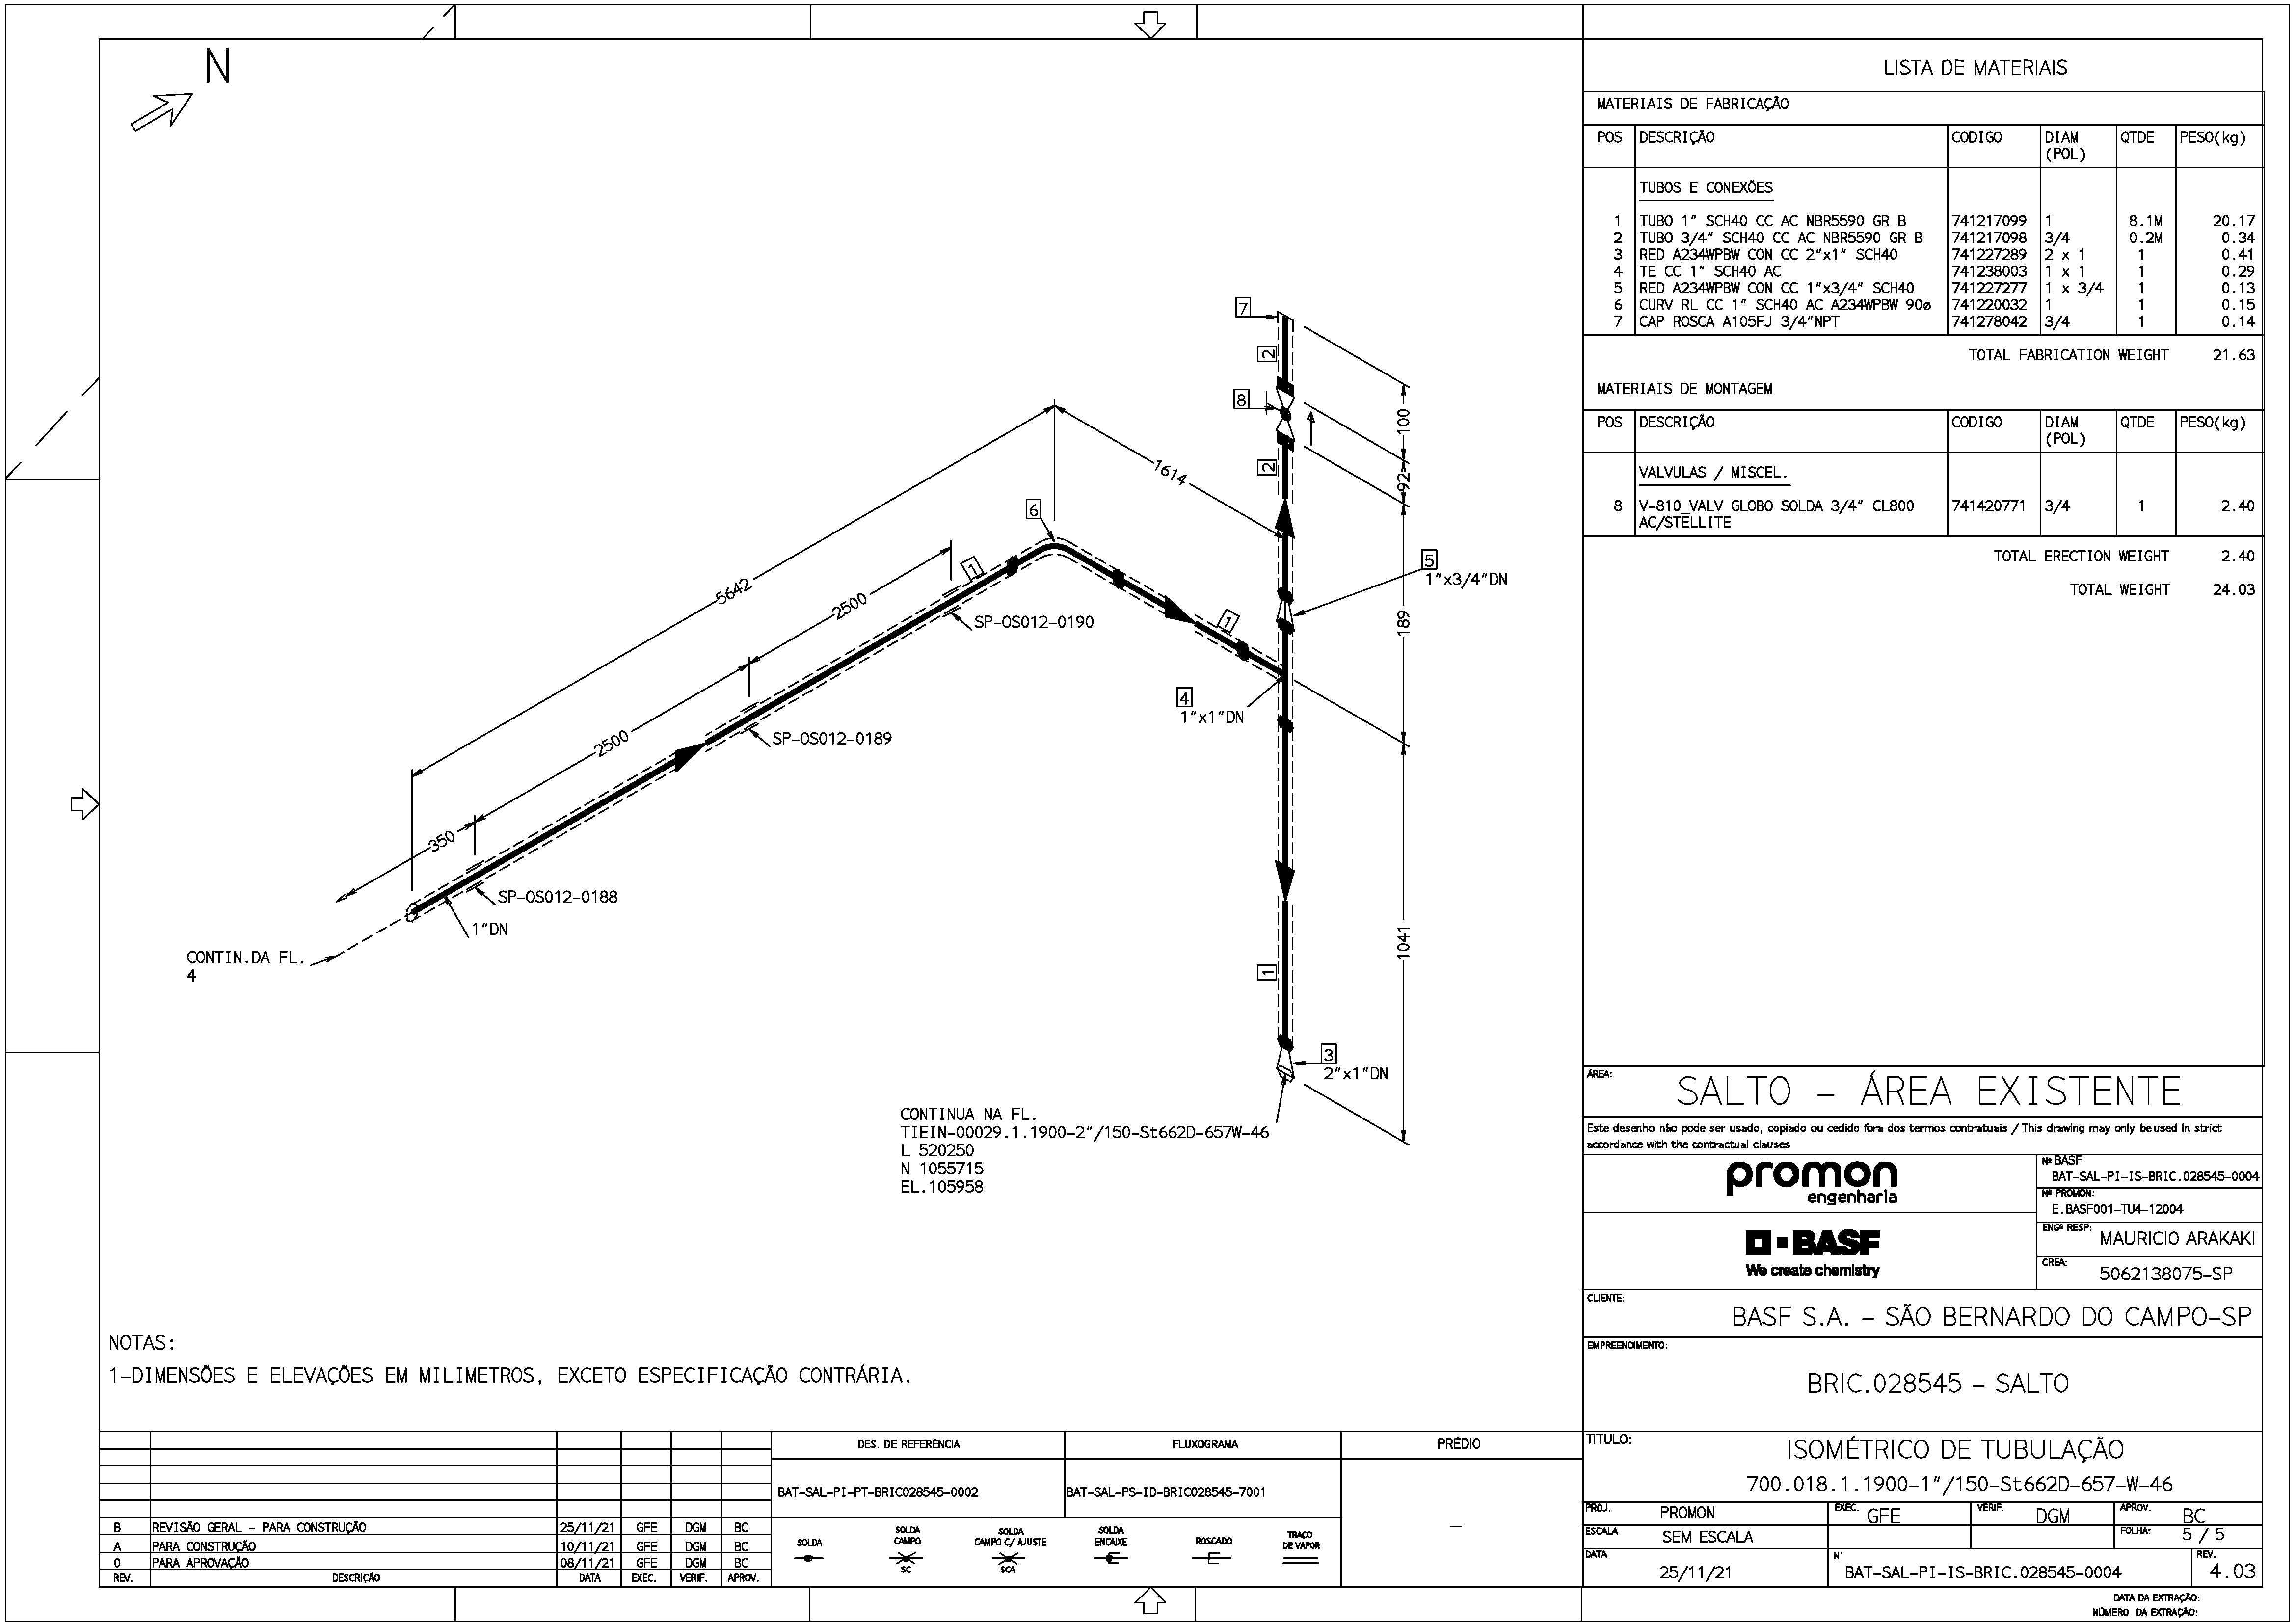 N
7
2
8
2
100
92
1614
6
5642
1
2500
5
1"x3/4"DN
189
SP-OS012-0190
1
4
1"x1"DN
2500
SP-OS012-0189
350
SP-OS012-0188
1"DN
CONTIN.DA FL.
4
1041
1
3
2"x1"DN
CONTINUA NA FL.
TIEIN-00029.1.1900-2"/150-St662D-657W-46
L 520250
N 1055715
EL.105958
NOTAS:
1-DIMENSÕES E ELEVAÇÕES EM MILIMETROS, EXCETO ESPECIFICAÇÃO CONTRÁRIA.
LISTA DE MATERIAIS
MATERIAIS DE FABRICAÇÃO
POS DESCRIÇÃO CODIGO DIAM (POL) QTDE PESO(kg)
TUBOS E CONEXÕES
1 TUBO 1" SCH40 CC AC NBR5590 GR B 741217099 1 8.1M 20.17
2 TUBO 3/4" SCH40 CC AC NBR5590 GR B 741217098 3/4 0.2M 0.34
3 RED A234WPBW CON CC 2"x1" SCH40 741227289 2 x 1 1 0.41
4 TE CC 1" SCH40 AC 741238003 1 x 1 1 0.29
5 RED A234WPBW CON CC 1"x3/4" SCH40 741227277 1 x 3/4 1 0.13
6 CURV RL CC 1" SCH40 AC A234WPBW 90ø 741220032 1 1 0.15
7 CAP ROSCA A105FJ 3/4"NPT 741278042 3/4 1 0.14
TOTAL FABRICATION WEIGHT 21.63
MATERIAIS DE MONTAGEM
POS DESCRIÇÃO CODIGO DIAM (POL) QTDE PESO(kg)
VALVULAS / MISCEL.
8 V-810_VALV GLOBO SOLDA 3/4" CL800 741420771 3/4 1 2.40
AC/STELLITE
TOTAL ERECTION WEIGHT 2.40
TOTAL WEIGHT 24.03
ÁREA:
SALTO - ÁREA EXISTENTE
Este desenho não pode ser usado, copiado ou cedido fora dos termos contratuais / This drawing may only be used in strict
accordance with the contractual clauses
promon
engenharia
Nº BASF
BAT-SAL-PI-IS-BRIC.028545-0004
Nº PROMON:
E.BASF001-TU4-12004
BASF
We create chemistry
ENGº RESP:
MAURICIO ARAKAKI
CREA:
5062138075-SP
CLIENTE:
BASF S.A. - SÃO BERNARDO DO CAMPO-SP
EMPREENDIMENTO:
BRIC.028545 - SALTO
TITULO:
ISOMÉTRICO DE TUBULAÇÃO
700.018.1.1900-1"/150-St662D-657-W-46
PROJ. PROMON EXEC. GFE VERIF. DGM APROV. BC
ESCALA SEM ESCALA FOLHA: 5 / 5
DATA 25/11/21 N° BAT-SAL-PI-IS-BRIC.028545-0004 REV. 4.03
DES. DE REFERÊNCIA FLUXOGRAMA PRÉDIO
BAT-SAL-PI-PT-BRIC028545-0002 BAT-SAL-PS-ID-BRIC028545-7001
-
SOLDA
SOLDA CAMPO
SC
SOLDA CAMPO C/ AJUSTE
SCA
SOLDA ENCAIXE
ROSCADO
TRAÇO DE VAPOR
B REVISÃO GERAL - PARA CONSTRUÇÃO 25/11/21 GFE DGM BC
A PARA CONSTRUÇÃO 10/11/21 GFE DGM BC
0 PARA APROVAÇÃO 08/11/21 GFE DGM BC
REV. DESCRIÇÃO DATA EXEC. VERIF. APROV.
DATA DA EXTRAÇÃO:
NÚMERO DA EXTRAÇÃO: